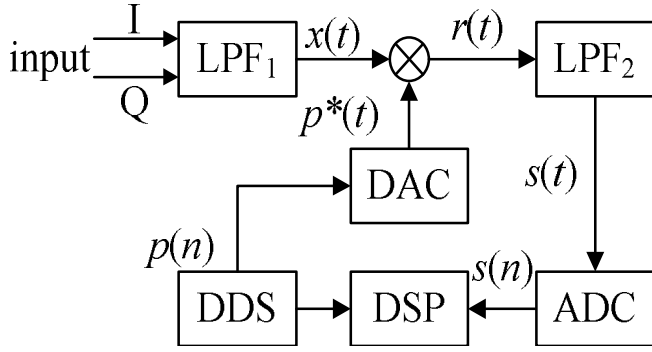 I
input
Q
LPF₁
x(t)
r(t)
LPF₂
p*(t)
DAC
s(t)
p(n)
s(n)
DDS
DSP
ADC